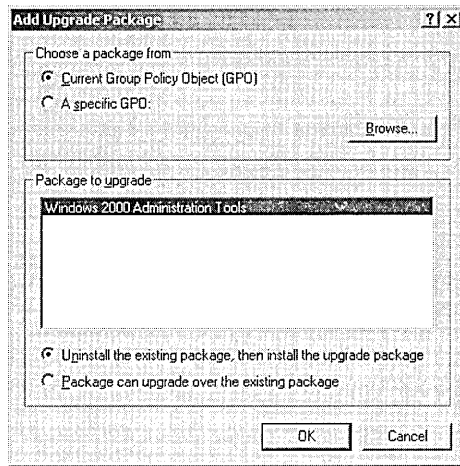 Add Upgrade Package
? X
Choose a package from
Current Group Policy Object (GPO)
A specific GPO:
Browse...
Package to upgrade
Windows 2000 Administration Tools
Uninstall the existing package, then install the upgrade package
Package can upgrade over the existing package
OK
Cancel